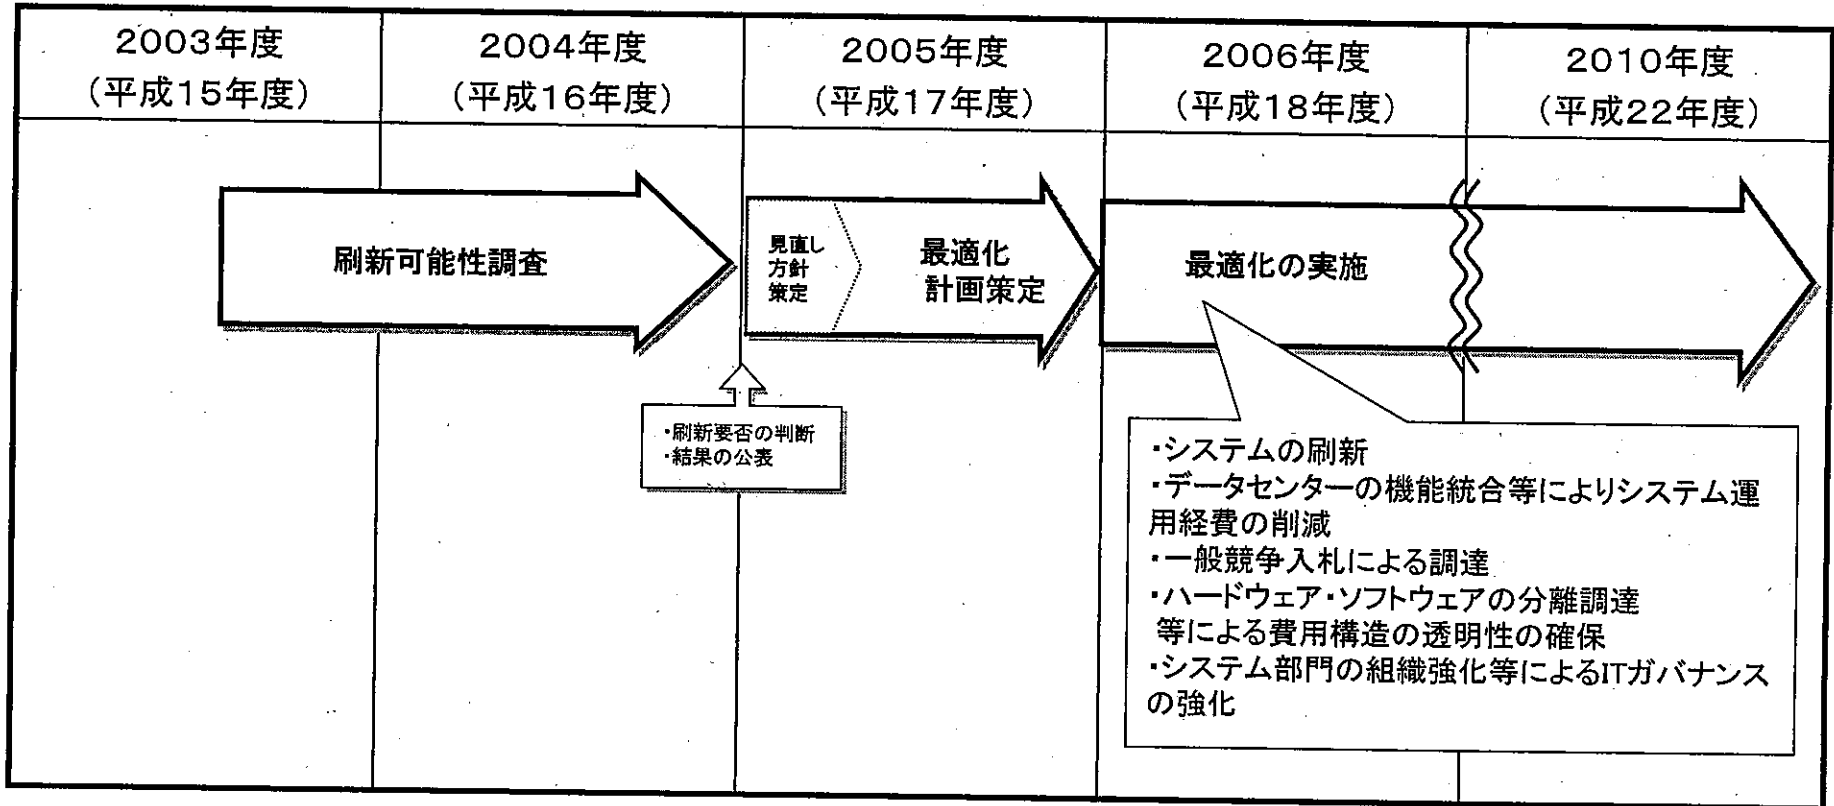 2003年度
(平成15年度)
2004年度
(平成16年度)
2005年度
(平成17年度)
2006年度
(平成18年度)
2010年度
(平成22年度)
刷新可能性調査
見直し
方針
策定
最適化
計画策定
最適化の実施
・刷新要否の判断
・結果の公表
・システムの刷新
・データセンターの機能統合等によりシステム運
用経費の削減
・一般競争入札による調達
・ハードウェア・ソフトウェアの分離調達
等による費用構造の透明性の確保
・システム部門の組織強化等によるITガバナンス
の強化